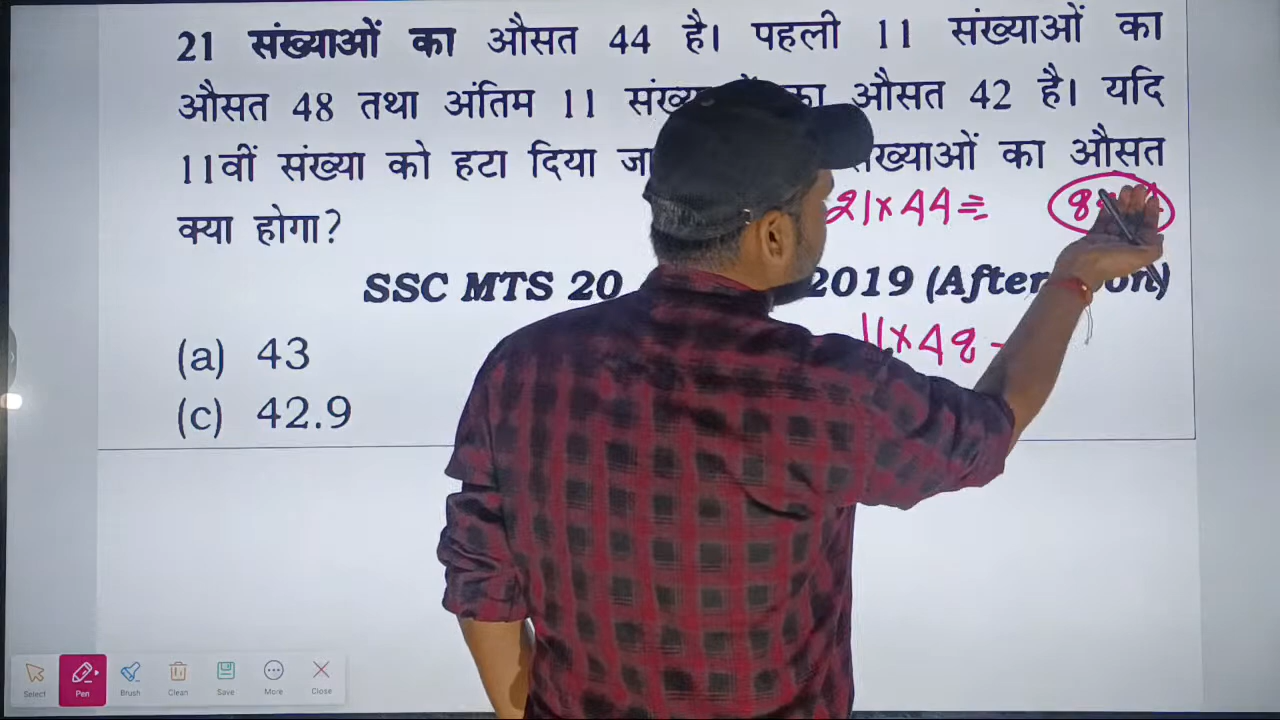 21 संख्याओं का औसत 44 है। पहली 11 संख्याओं का
औसत 48 तथा अंतिम 11 का औसत 42 है। यदि
11वीं संख्या को हटा दिया का औसत
क्या होगा?
21×44=
SSC MTS 20 2019
11×48
(a) 43
(c) 42.9
Select
Pen
Brush
Clean
Save
More
Close